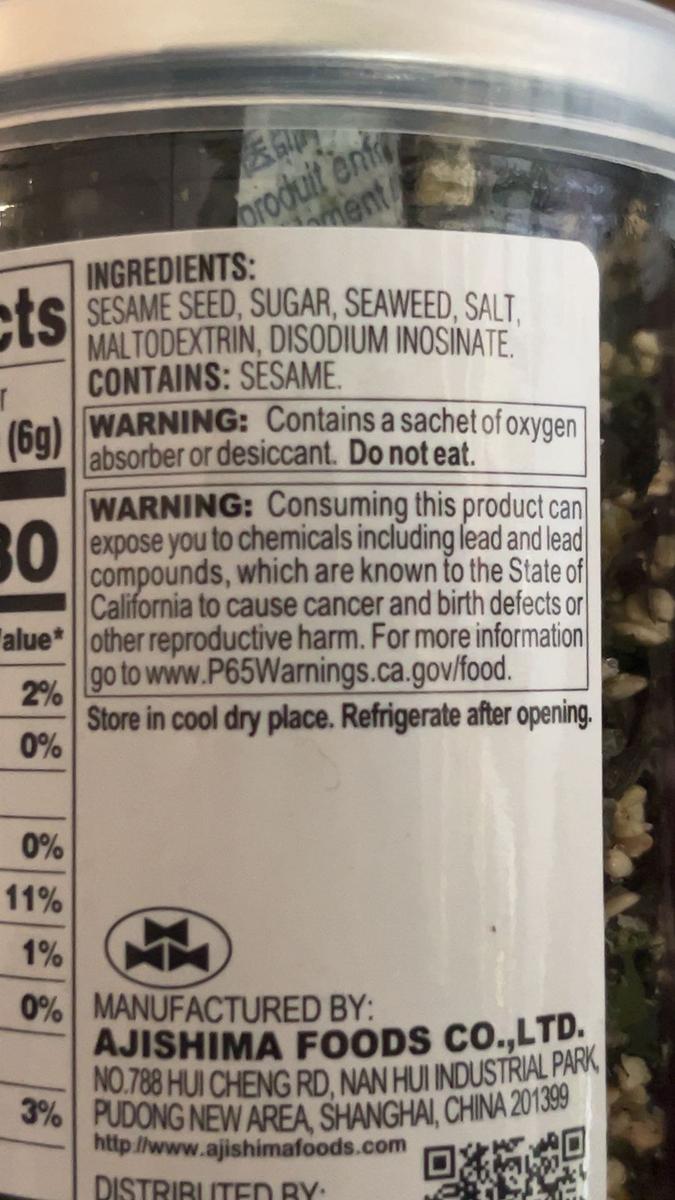 produit
cts
(6g)
30
alue*
2%
0%
0%
11%
1%
0%
3%
INGREDIENTS:
SESAME SEED, SUGAR, SEAWEED, SALT,
MALTODEXTRIN, DISODIUM INOSINATE.
CONTAINS: SESAME.
WARNING: Contains a sachet of oxygen
absorber or desiccant. Do not eat.
WARNING: Consuming this product can
expose you to chemicals including lead and lead
compounds, which are known to the State of
California to cause cancer and birth defects or
other reproductive harm. For more information
go to www.P65Warnings.ca.gov/food.
Store in cool dry place. Refrigerate after opening.
MANUFACTURED BY:
AJISHIMA FOODS CO.,LTD.
NO.788 HUI CHENG RD, NAN HUI INDUSTRIAL PARK,
PUDONG NEW AREA, SHANGHAI, CHINA 201399
http://www.ajishimafoods.com
DISTRIBUTED BY: